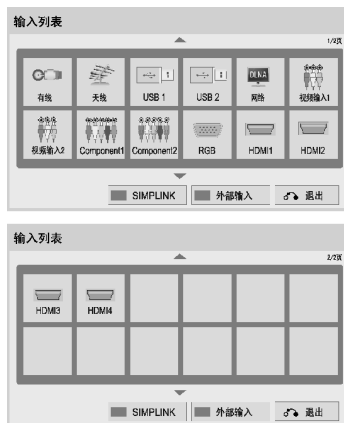 输入列表
1/2页
有线 天线 USB 1 USB 2 DLNA 网络 视频输入1
视频输入2 Component1 Component2 RGB HDMI1 HDMI2
SIMPLINK 外部输入 退出
输入列表
2/2页
HDMI3 HDMI4
SIMPLINK 外部输入 退出